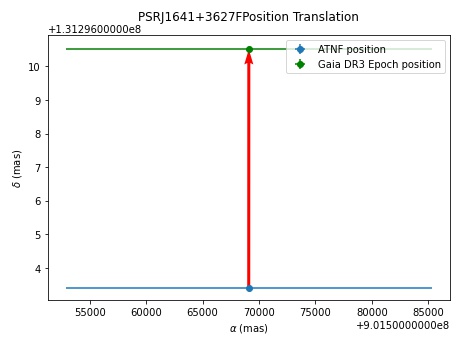 PSRJ1641+3627FPosition Translation
+1.3129600000e8
ATNF position
Gaia DR3 Epoch position
10
9
8
7
6
5
4
δ (mas)
55000 60000 65000 70000 75000 80000 85000
α (mas)
+9.0150000000e8